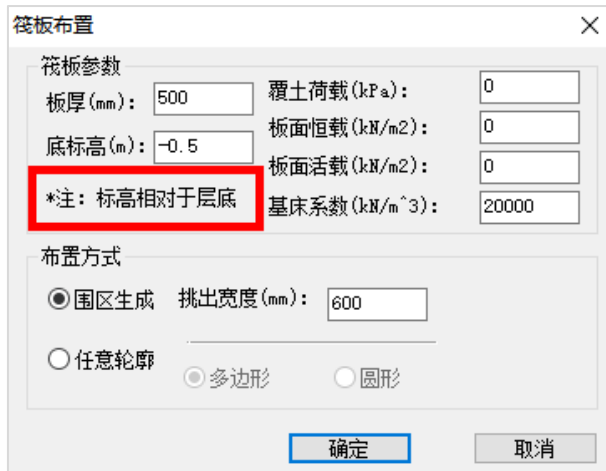 筏板布置
筏板参数
板厚(mm): 500
底标高(m): -0.5
*注: 标高相对于层底
覆土荷载(kPa): 0
板面恒载(kN/m2): 0
板面活载(kN/m2): 0
基床系数(kN/m^3): 20000
布置方式
围区生成 挑出宽度(mm): 600
任意轮廓
多边形 圆形
确定 取消